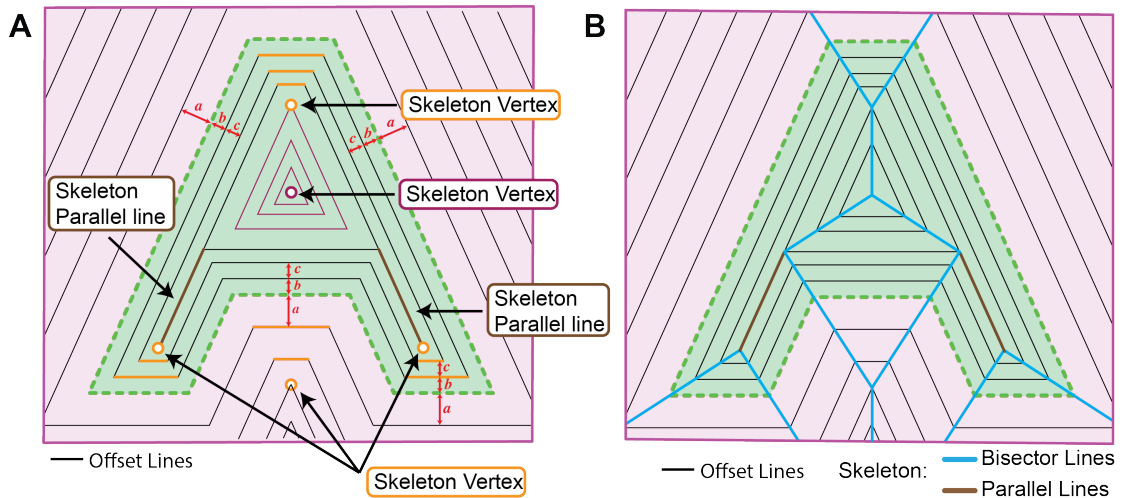 A
B
Skeleton Vertex
a
b
c
a
b
c
Skeleton
Parallel line
Skeleton Vertex
c
b
a
Skeleton
Parallel line
c
b
a
Offset Lines
Skeleton Vertex
Offset Lines
Skeleton:
Bisector Lines
Parallel Lines